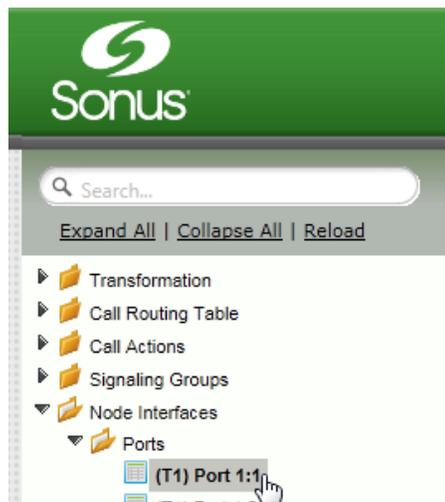 Sonus
Search...
Expand All | Collapse All | Reload
Transformation
Call Routing Table
Call Actions
Signaling Groups
Node Interfaces
Ports
(T1) Port 1:1